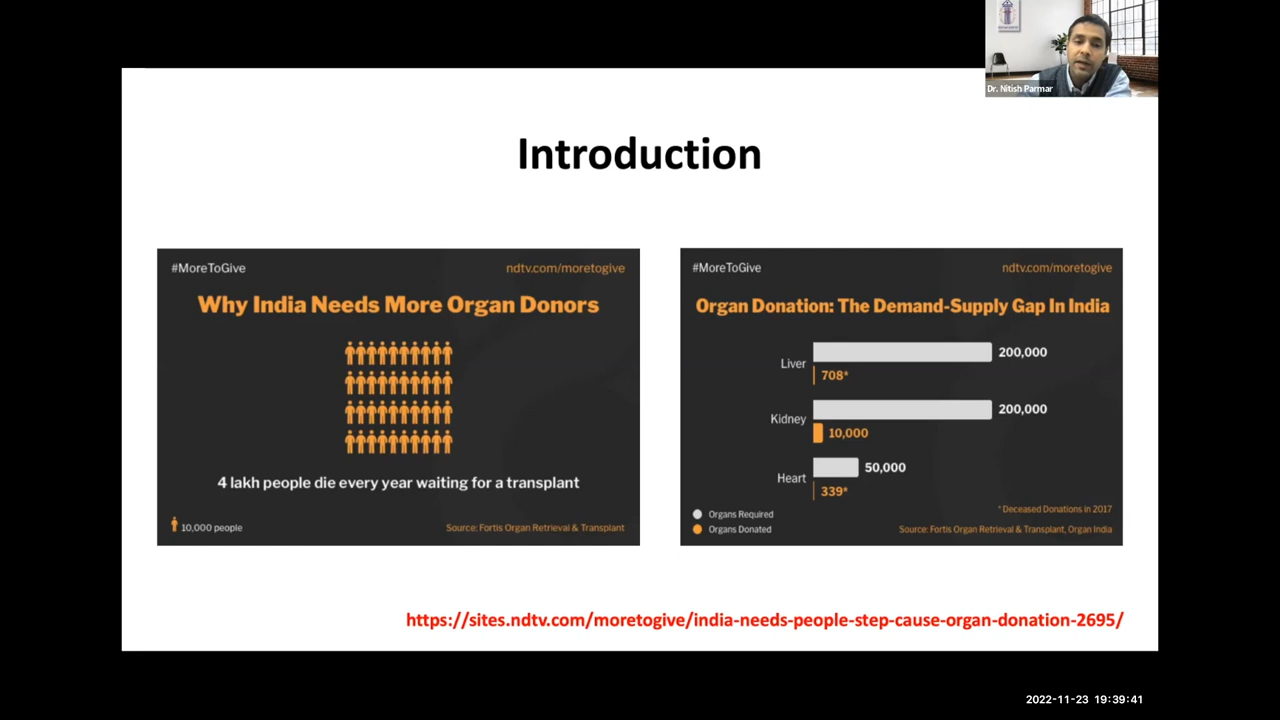 Dr. Nitish Parmar
Introduction
#MoreToGive
ndtv.com/moretogive
Why India Needs More Organ Donors
4 lakh people die every year waiting for a transplant
10,000 people
Source: Fortis Organ Retrieval & Transplant
#MoreToGive
ndtv.com/moretogive
Organ Donation: The Demand-Supply Gap In India
Liver
200,000
708*
Kidney
200,000
10,000
Heart
50,000
339*
* Deceased Donations in 2017
Organs Required
Organs Donated
Source: Fortis Organ Retrieval & Transplant, Organ India
https://sites.ndtv.com/moretogive/india-needs-people-step-cause-organ-donation-2695/
2022-11-23 19:39:41